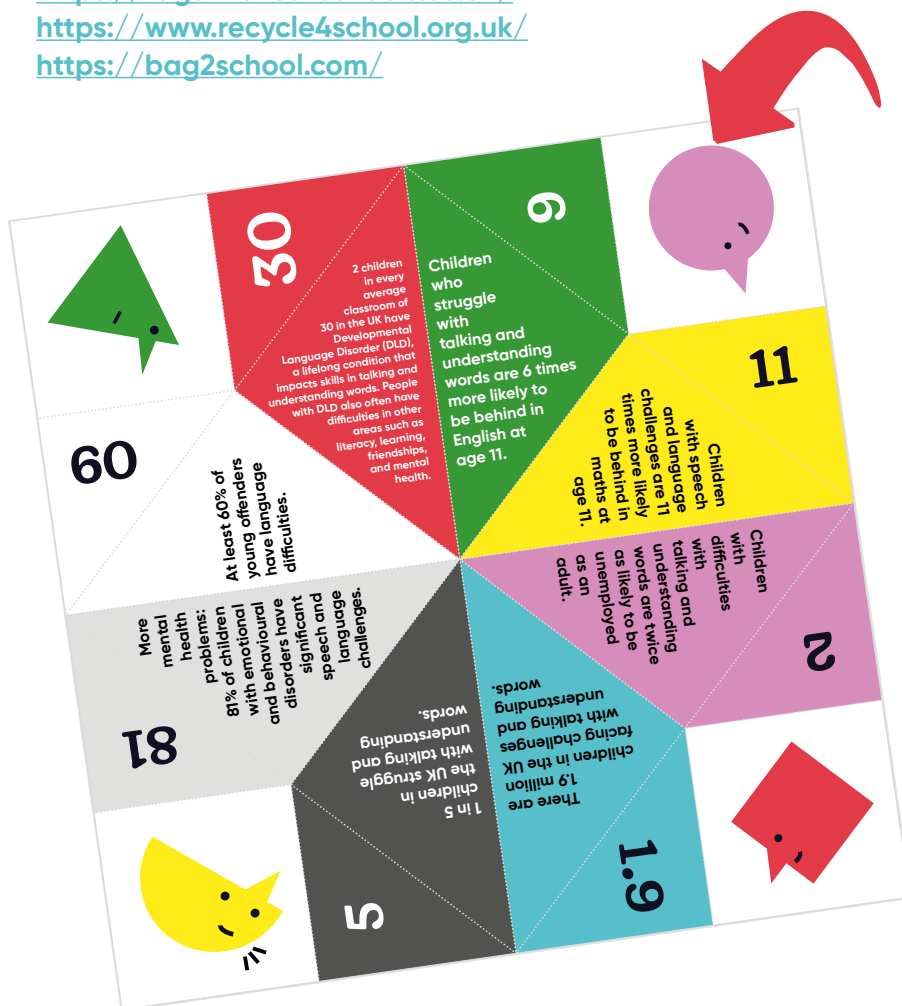 https://www.recycle4school.org.uk/
https://bag2school.com/
30
2 children
in every
average
classroom of
30 in the UK have
Developmental
Language Disorder (DLD),
a lifelong condition that
impacts skills in talking and
understanding words. People
with DLD also often have
difficulties in other
areas such as
literacy, learning,
friendships,
and mental
health.
6
Children
who
struggle
with
talking and
understanding
words are 6 times
more likely to
be behind in
English at
age 11.
11
Children
with speech
and language
challenges are 11
times more likely
to be behind in
maths at
age 11.
2
Children
with
difficulties
with
talking and
understanding
words are twice
as likely to be
unemployed
as an
adult.
1.9
There are
1.9 million
children in the UK
facing challenges
with talking and
understanding
words.
5
1 in 5
children in
the UK struggle
with talking and
understanding
words.
81
More
mental
health
problems:
81% of children
with emotional
and behavioural
disorders have
significant
speech and
language
challenges.
60
At least 60% of
young offenders
have language
difficulties.